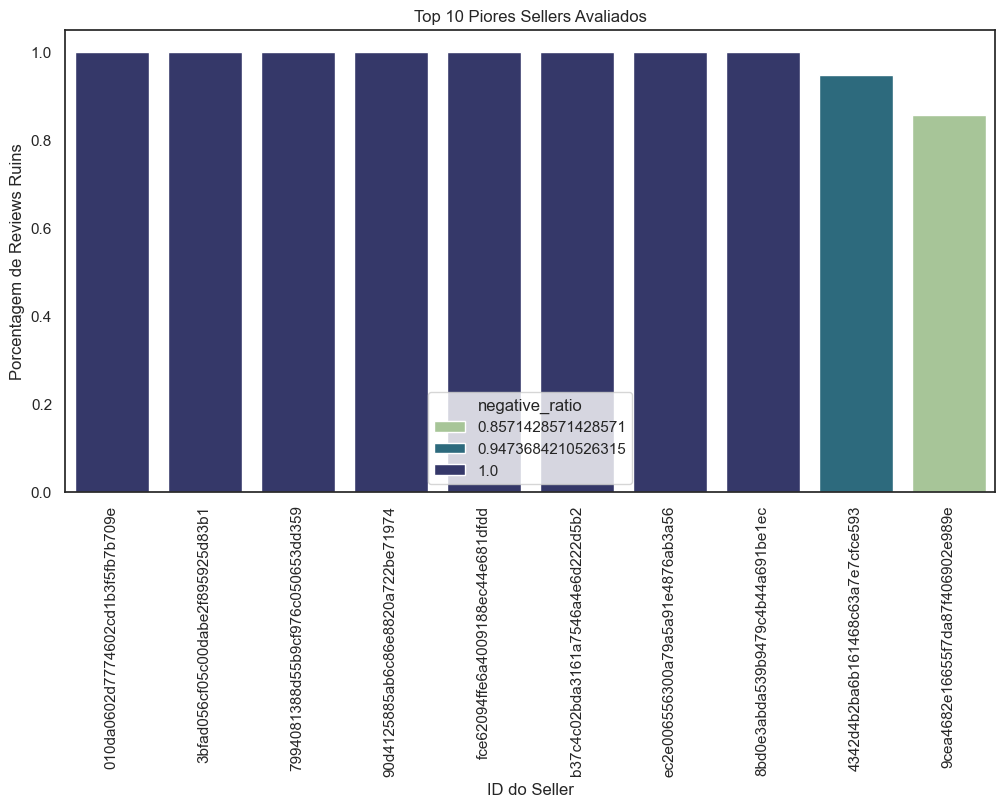 Top 10 Piores Sellers Avaliados
Porcentagem de Reviews Ruins
1.0
0.8
0.6
0.4
0.2
0.0
negative_ratio
0.8571428571428571
0.9473684210526315
1.0
010da0602d7774602cd1b3f5fb7b709e
3bfad056cf05c00dabe2f895925d83b1
7994081388d55b9cf976c050653dd359
90d4125885ab6c86e8820a722be71974
fce62094ffe6a4009188ec44e681dfdd
b37c4c02bda3161a7546a4e6d222d5b2
ec2e006556300a79a5a91e4876ab3a56
8bd0e3abda539b9479c4b44a691be1ec
4342d4b2ba6b161468c63a7e7cfce593
9cea4682e16655f7da87f406902e989e
ID do Seller